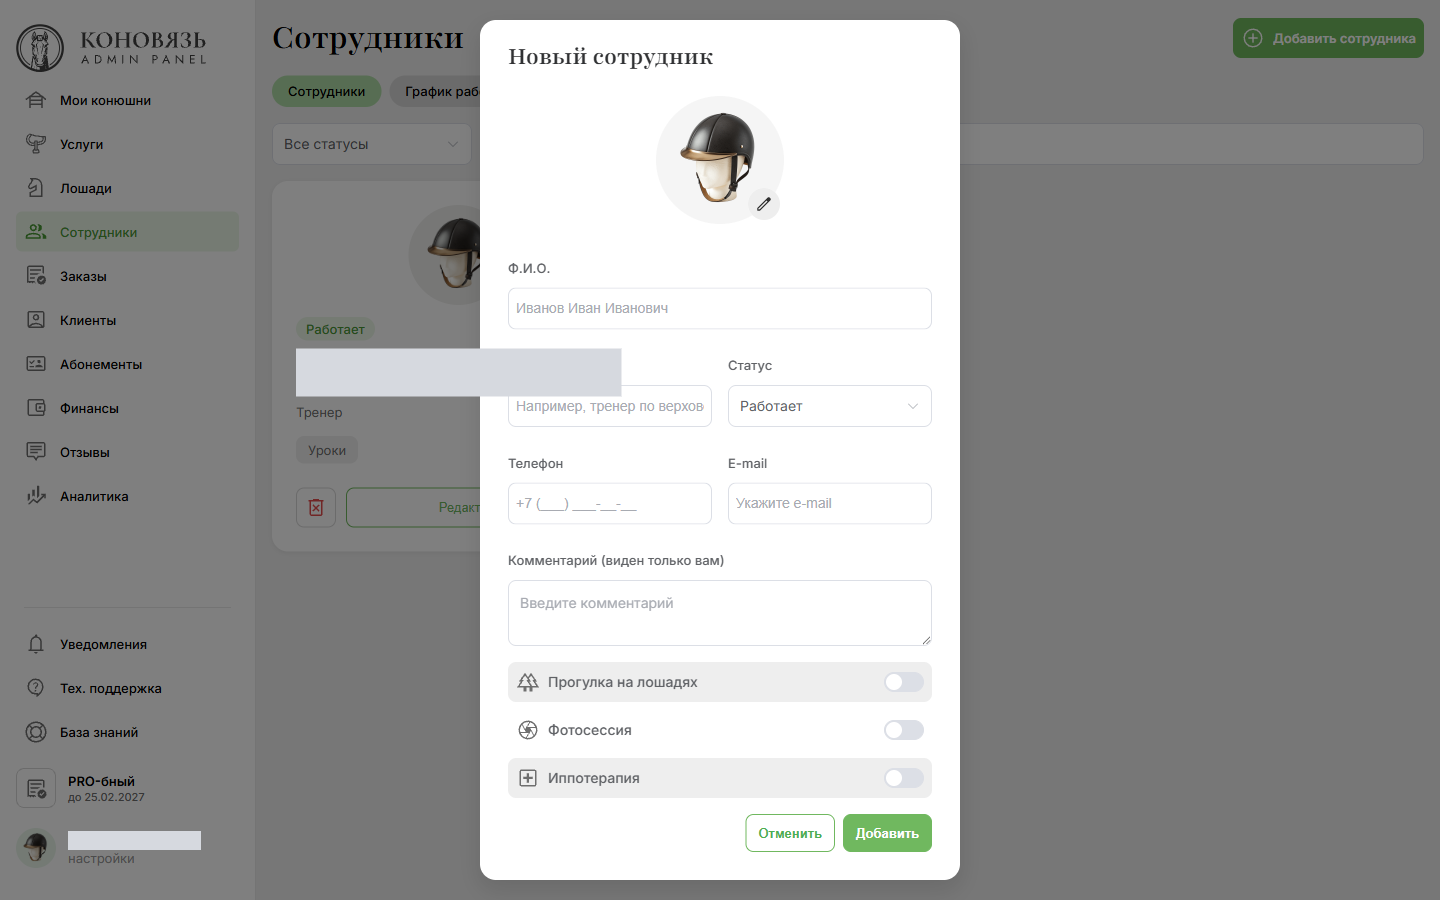 КОНОВЯЗЬ
ADMIN PANEL
Мои конюшни
Услуги
Лошади
Сотрудники
Заказы
Клиенты
Абонементы
Финансы
Отзывы
Аналитика
Уведомления
Тех. поддержка
База знаний
PRO-бный
до 25.02.2027
настройки
Сотрудники
Добавить сотрудника
Сотрудники
График раб
Все статусы
Работает
Тренер
Уроки
Редакт
Новый сотрудник
Ф.И.О.
Иванов Иван Иванович
Статус
Например, тренер по верхов
Работает
Телефон
E-mail
+7 (___) ___-__-__
Укажите e-mail
Комментарий (виден только вам)
Введите комментарий
Прогулка на лошадях
Фотосессия
Иппотерапия
Отменить
Добавить